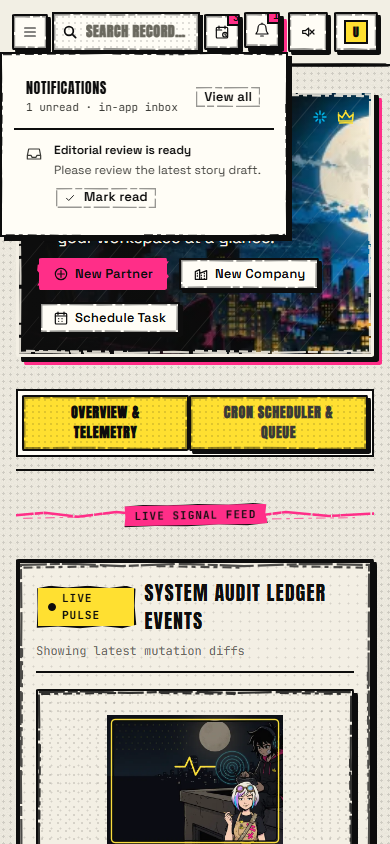 SEARCH RECORD...
U
NOTIFICATIONS
View all
1 unread · in-app inbox
Editorial review is ready
Please review the latest story draft.
Mark read
your workspace at a glance.
New Partner
New Company
Schedule Task
OVERVIEW &
TELEMETRY
CRON SCHEDULER &
QUEUE
LIVE SIGNAL FEED
LIVE
PULSE
SYSTEM AUDIT LEDGER
EVENTS
Showing latest mutation diffs